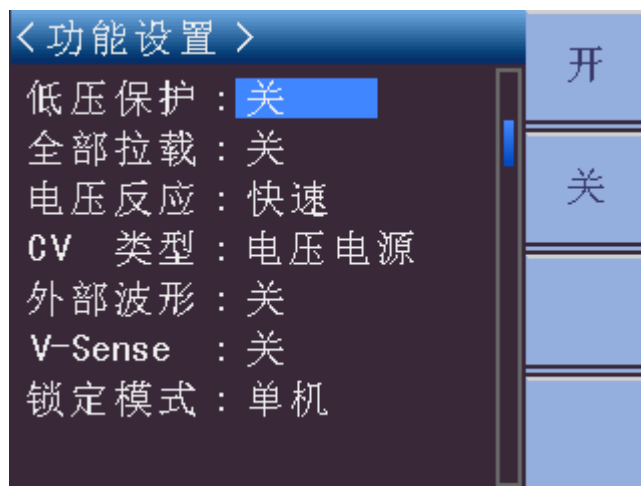 <功能设置 >
低压保护:关
全部拉载:关
电压反应:快速
CV 类型:电压电源
外部波形:关
V-Sense :关
锁定模式:单机
开
关